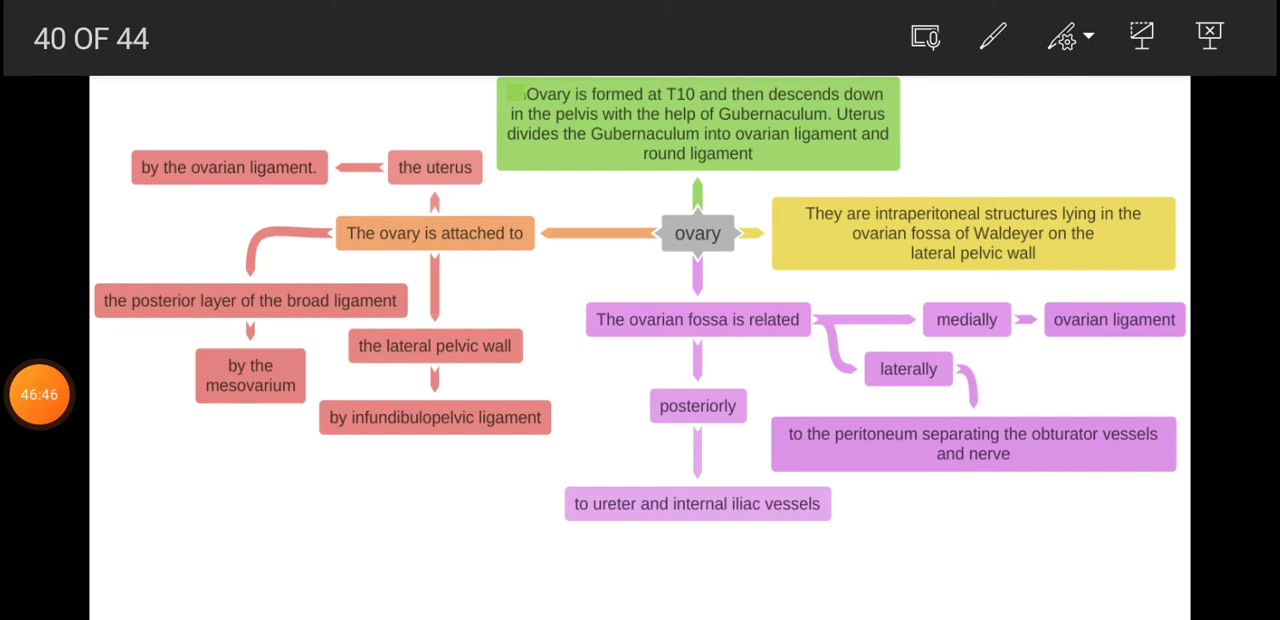 40 OF 44
Ovary is formed at T10 and then descends down
in the pelvis with the help of Gubernaculum. Uterus
divides the Gubernaculum into ovarian ligament and
round ligament
by the ovarian ligament.
the uterus
The ovary is attached to
ovary
They are intraperitoneal structures lying in the
ovarian fossa of Waldeyer on the
lateral pelvic wall
the posterior layer of the broad ligament
by the
mesovarium
the lateral pelvic wall
by infundibulopelvic ligament
The ovarian fossa is related
medially
ovarian ligament
laterally
to the peritoneum separating the obturator vessels
and nerve
posteriorly
to ureter and internal iliac vessels
46:46